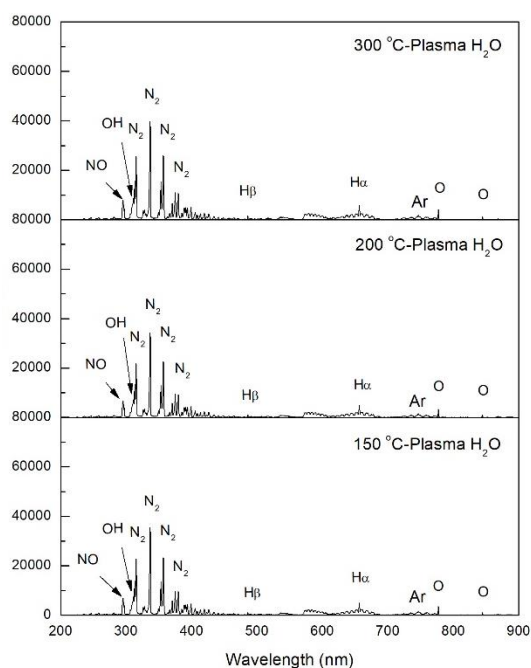 80000
300 °C-Plasma H₂O
N₂
60000
OH
N₂
N₂
40000
NO
N₂
20000
Hβ
Hα
O
O
Ar
80000
200 °C-Plasma H₂O
60000
N₂
OH
N₂
N₂
40000
NO
N₂
20000
Hβ
Hα
O
O
Ar
80000
150 °C-Plasma H₂O
60000
N₂
OH
N₂
N₂
40000
NO
N₂
20000
Hβ
Hα
O
O
Ar
0
200 300 400 500 600 700 800 900
Wavelength (nm)